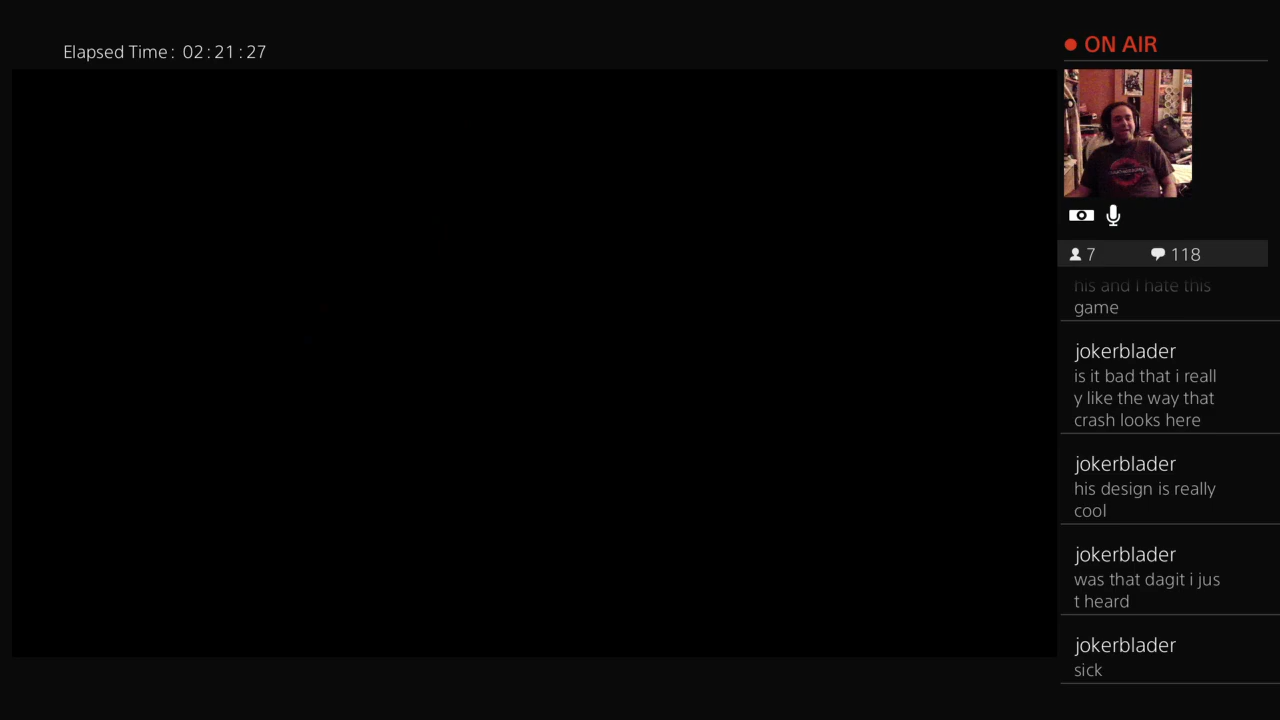 Elapsed Time: 02:21:27
ON AIR
7 118
his and i hate this
game
jokerblader
is it bad that i reall
y like the way that
crash looks here
jokerblader
his design is really
cool
jokerblader
was that dagit i jus
t heard
jokerblader
sick